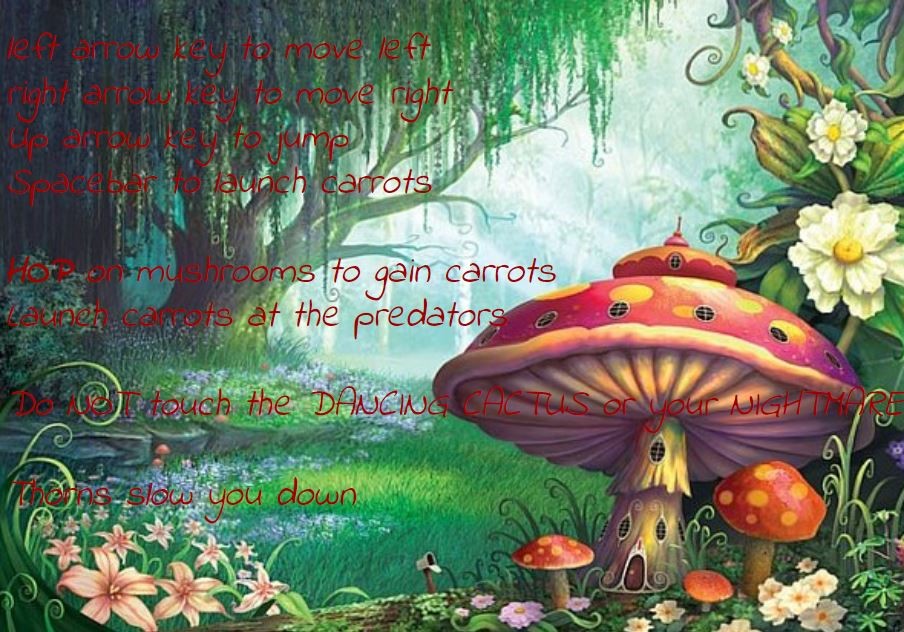 left arrow key to move left
right arrow key to move right
Up arrow key to jump
Spacebar to launch carrots
HOP on mushrooms to gain carrots
Launch carrots at the predators
Do NOT touch the DANCING CACTUS or your NIGHTMARE
Thorns slow you down